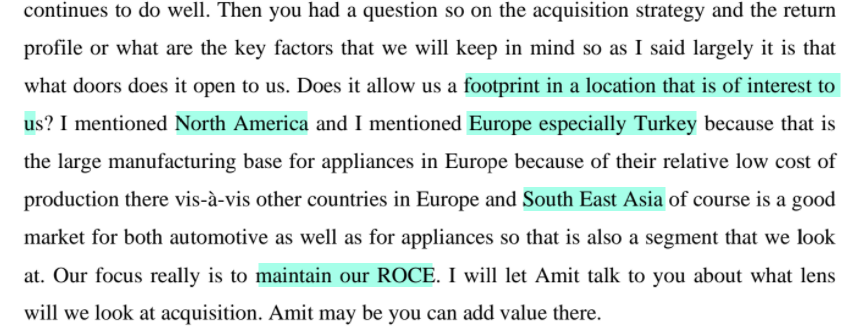 continues to do well. Then you had a question so on the acquisition strategy and the return
profile or what are the key factors that we will keep in mind so as I said largely it is that
what doors does it open to us. Does it allow us a footprint in a location that is of interest to
us? I mentioned North America and I mentioned Europe especially Turkey because that is
the large manufacturing base for appliances in Europe because of their relative low cost of
production there vis-à-vis other countries in Europe and South East Asia of course is a good
market for both automotive as well as for appliances so that is also a segment that we look
at. Our focus really is to maintain our ROCE. I will let Amit talk to you about what lens
will we look at acquisition. Amit may be you can add value there.